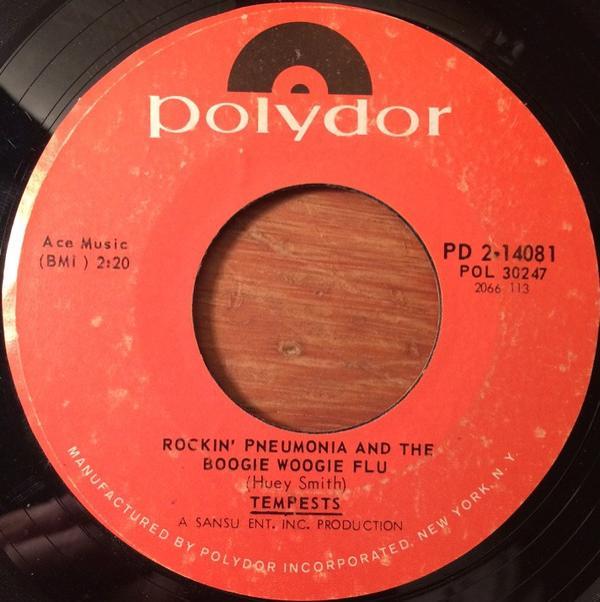 polydor
Ace Music
(BMI) 2:20
PD 2-14081
POL 30247
2066 113
ROCKIN' PNEUMONIA AND THE
BOOGIE WOOGIE FLU
(Huey Smith)
TEMPESTS
A SANSU ENT. INC. PRODUCTION
MANUFACTURED BY POLYDOR INCORPORATED. NEW YORK, N. Y.